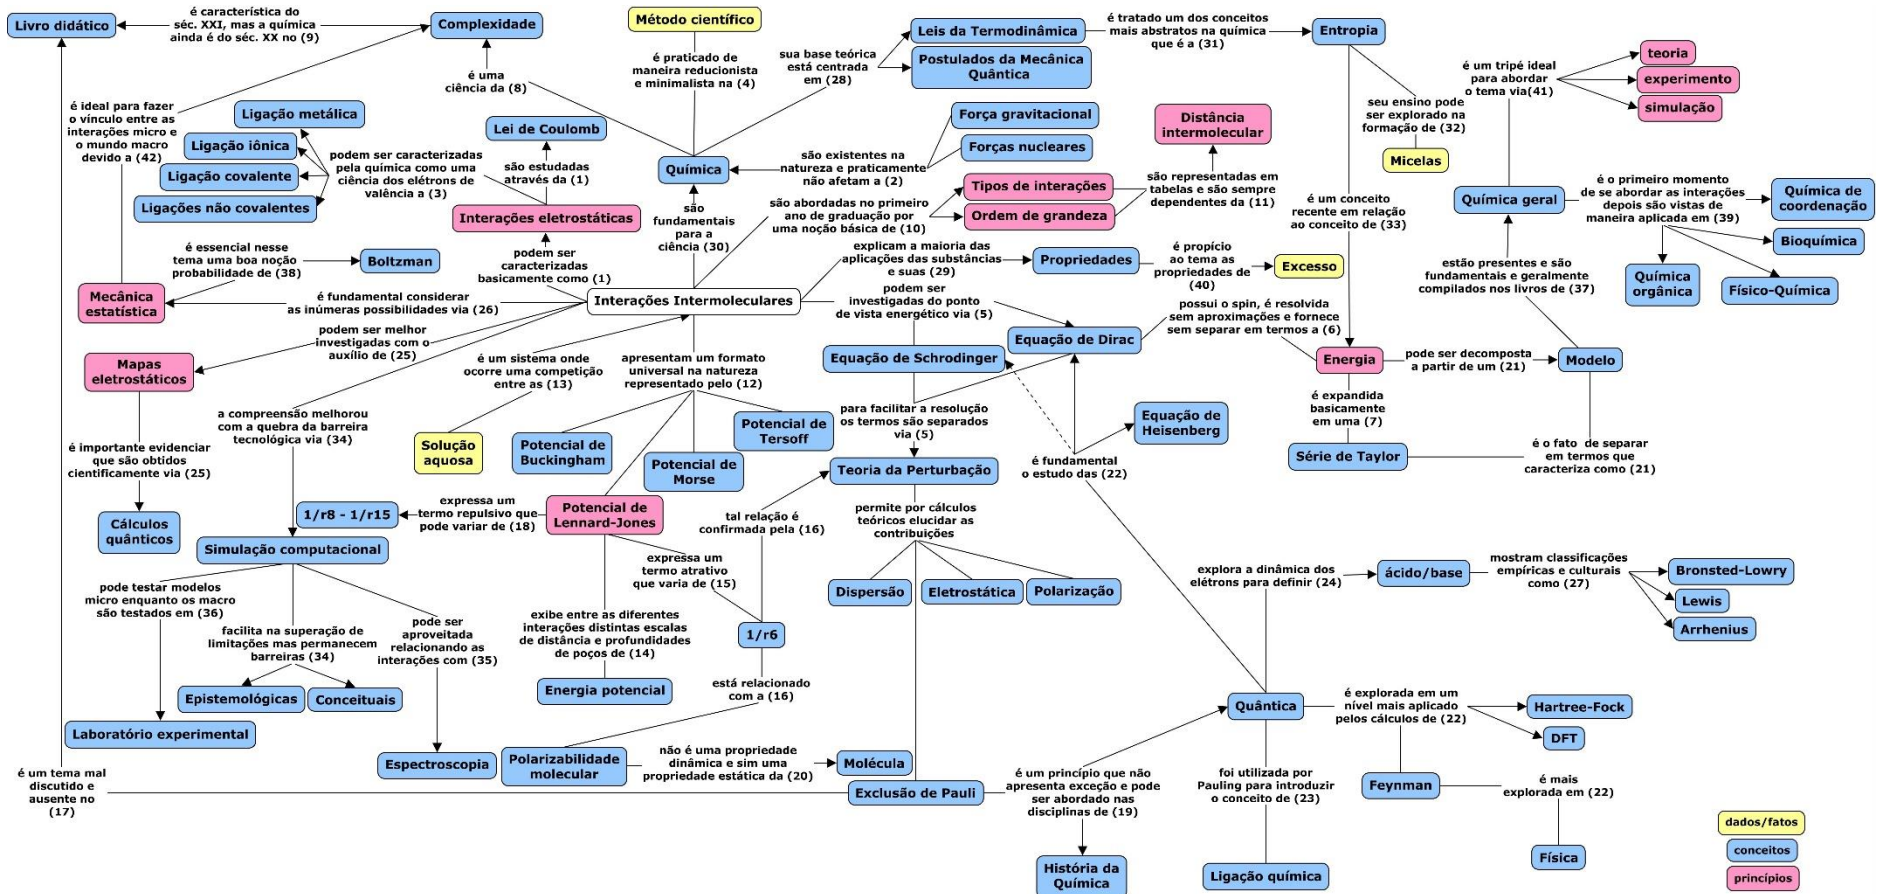 Livro didático
é característica do
séc. XXI, mas a química
ainda é do séc. XX no (9)
Complexidade
Método científico
é praticado de
maneira reducionista
e minimalista na (4)
sua base teórica
está centrada
em (28)
Leis da Termodinâmica
Postulados da Mecânica
Quântica
é tratado um dos conceitos
mais abstratos na química
que é a (31)
Entropia
é um tripé ideal
para abordar
o tema via(41)
teoria
experimento
simulação
é uma
ciência da (8)
é ideal para fazer
o vínculo entre as
interações micro e
o mundo macro
devido a (42)
Ligação metálica
Ligação iônica
Ligação covalente
Ligações não covalentes
podem ser caracterizadas
pela química como uma
ciência dos elétrons de
valência a (3)
Lei de Coulomb
são estudadas
através da (1)
Interações eletrostáticas
Química
são existentes na
natureza e praticamente
não afetam a (2)
Força gravitacional
Forças nucleares
Distância
intermolecular
seu ensino pode
ser explorado na
formação de (32)
Micelas
Química geral
é o primeiro momento
de se abordar as interações
depois são vistas de
maneira aplicada em (39)
Química de
coordenação
Bioquímica
Química
orgânica
Físico-Química
são
fundamentais
para a
ciência (30)
são abordadas no primeiro
ano de graduação por
uma noção básica de (10)
Tipos de interações
Ordem de grandeza
são representadas em
tabelas e são sempre
dependentes da (11)
é um conceito
recente em relação
ao conceito de (33)
é essencial nesse
tema uma boa noção
probabilidade de (38)
Boltzman
podem ser
caracterizadas
basicamente como (1)
explicam a maioria das
aplicações das substâncias
e suas (29)
Propriedades
é propício
ao tema as
propriedades de
(40)
Excesso
estão presentes e são
fundamentais e geralmente
compilados nos livros de
(37)
Mecânica
estatística
é fundamental considerar
as inúmeras possibilidades via (26)
Interações Intermoleculares
podem ser
investigadas do ponto
de vista energético via (5)
possui o spin, é resolvida
sem aproximações e fornece
sem separar em termos a (6)
podem ser melhor
investigadas com o
auxílio de (25)
Mapas
eletrostáticos
é um sistema onde
ocorre uma competição
entre as (13)
apresentam um formato
universal na natureza
representado pelo (12)
Equação de Schrodinger
Equação de Dirac
Energia
pode ser decomposta
a partir de um (21)
Modelo
a compreensão melhorou
com a quebra da barreira
tecnológica via (34)
é importante evidenciar
que são obtidos
cientificamente via (25)
Solução
aquosa
Potencial de
Buckingham
Potencial de
Morse
Potencial de
Tersoff
para facilitar a resolução
os termos são separados
via (5)
Equação de
Heisenberg
é expandida
basicamente
em uma (7)
Série de Taylor
é o fato  de separar
em termos que
caracteriza como (21)
é fundamental
o estudo das (22)
Teoria da Perturbação
Cálculos
quânticos
1/r8 - 1/r15
expressa um
termo repulsivo que
pode variar de (18)
Potencial de
Lennard-Jones
tal relação é
confirmada pela (16)
permite por cálculos
teóricos elucidar as
contribuições
Simulação computacional
expressa um
termo atrativo
que varia de (15)
Dispersão
Eletrostática
Polarização
explora a dinâmica dos
elétrons para definir (24)
ácido/base
mostram classificações
empíricas e culturais
como (27)
Bronsted-Lowry
Lewis
Arrhenius
pode testar modelos
micro enquanto os macro
são testados em (36)
facilita na superação de
limitações mas permanecem
barreiras (34)
pode ser
aproveitada
relacionando as
interações com (35)
exibe entre as diferentes
interações distintas escalas
de distância e profundidades
de poços de (14)
1/r6
Energia potencial
está relacionado
com a (16)
Epistemológicas
Conceituais
Laboratório experimental
Espectroscopia
Polarizabilidade
molecular
não é uma propriedade
dinâmica e sim uma
propriedade estática da (20)
Molécula
Quântica
é explorada em um
nível mais aplicado
pelos cálculos de (22)
Hartree-Fock
DFT
é um tema mal
discutido e
ausente no
(17)
Exclusão de Pauli
é um princípio que não
apresenta exceção e pode
ser abordado nas
disciplinas de (19)
foi utilizada por
Pauling para introduzir
o conceito de (23)
Feynman
é mais
explorada em (22)
História da
Química
Ligação química
Física
dados/fatos
conceitos
princípios